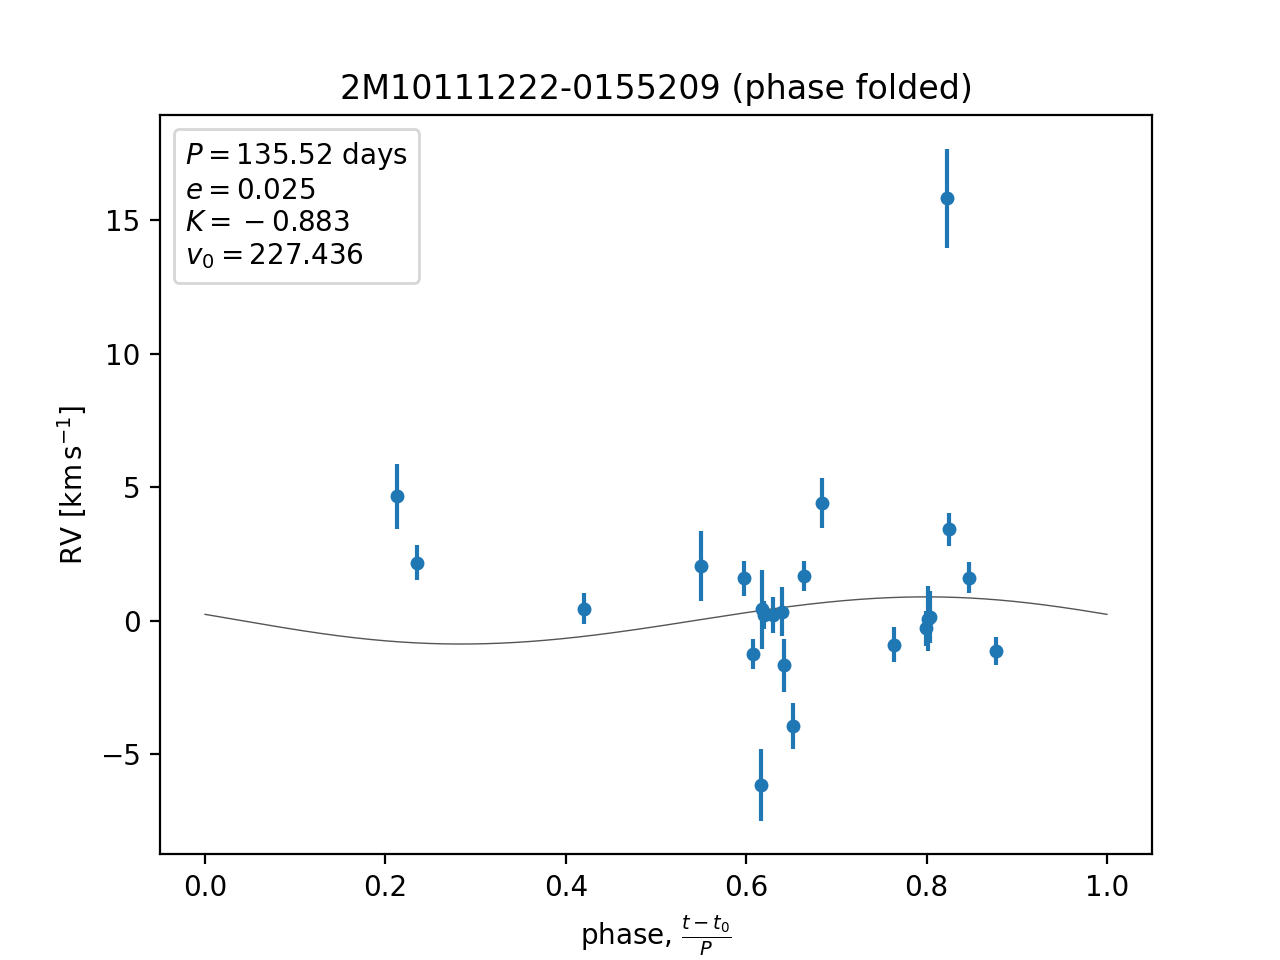 2M10111222-0155209 (phase folded)
P = 135.52 days
e = 0.025
K = −0.883
v₀ = 227.436
15
10
5
0
−5
RV [km s⁻¹]
0.0 0.2 0.4 0.6 0.8 1.0
phase, (t − t₀)/P